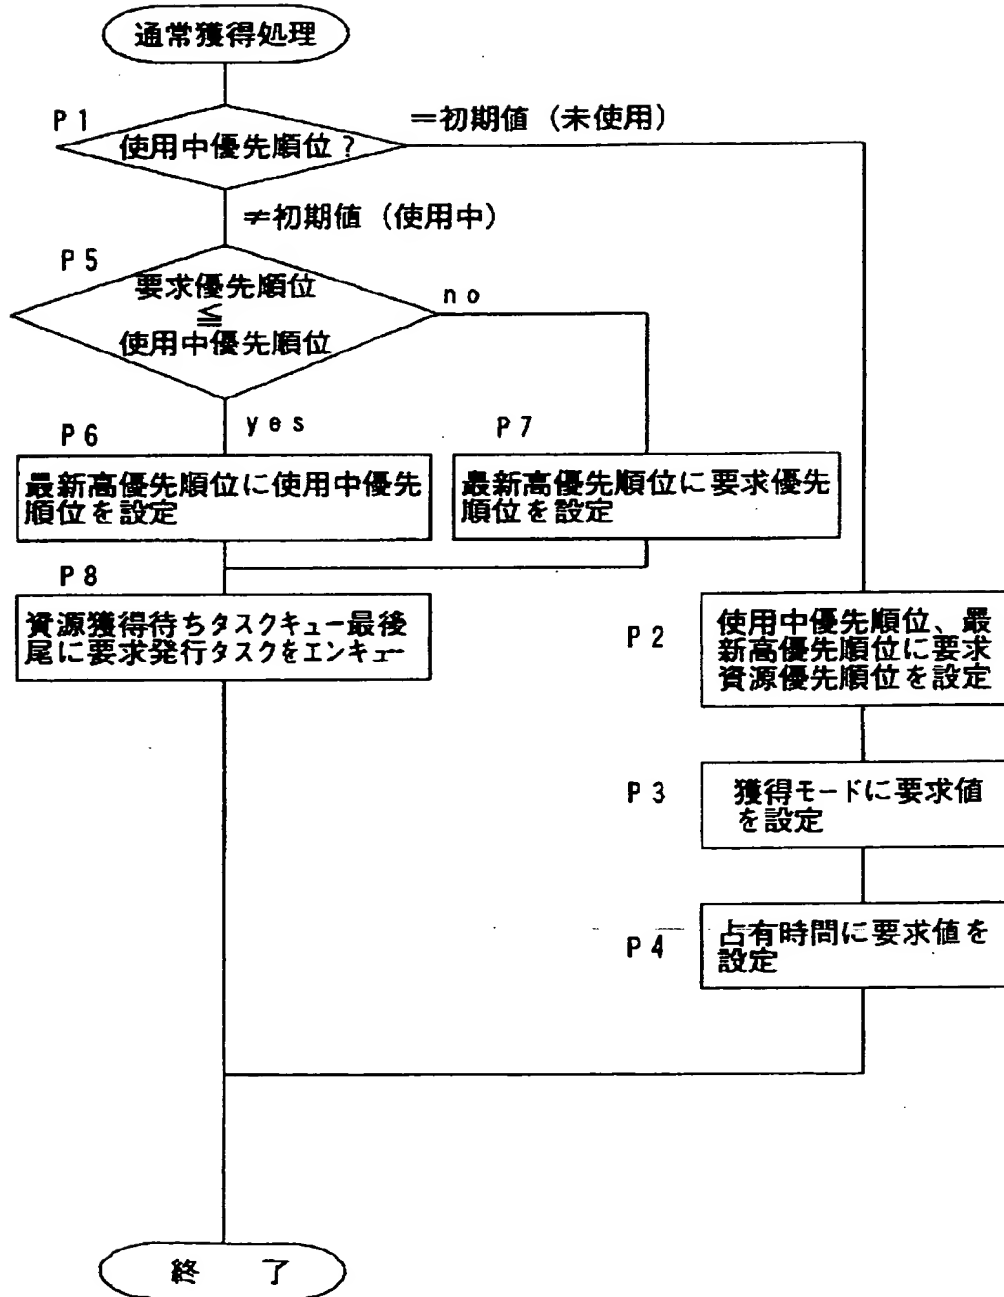 通常獲得処理
P1
使用中優先順位?
=初期値(未使用)
≠初期値(使用中)
P5
要求優先順位
≦
使用中優先順位
no
yes
P6
最新高優先順位に使用中優先
順位を設定
P7
最新高優先順位に要求優先
順位を設定
P8
資源獲得待ちタスクキュー最後
尾に要求発行タスクをエンキュー
P2
使用中優先順位、最
新高優先順位に要求
資源優先順位を設定
P3
獲得モードに要求値
を設定
P4
占有時間に要求値を
設定
終 了